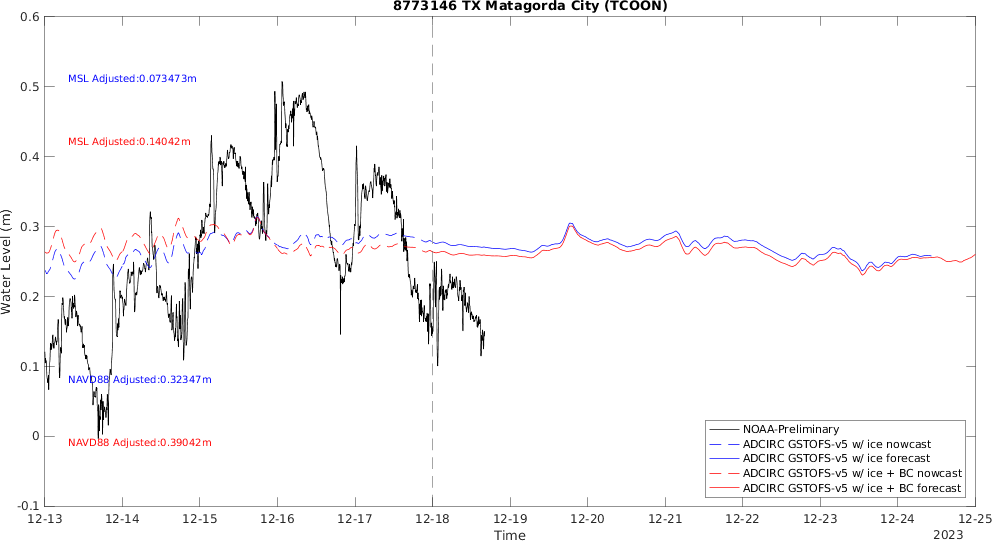 8773146 TX Matagorda City (TCOON)
0.6
0.5
0.4
0.3
0.2
0.1
0
-0.1
Water Level (m)
MSL Adjusted:0.073473m
MSL Adjusted:0.14042m
NAVD88 Adjusted:0.32347m
NAVD88 Adjusted:0.39042m
NOAA-Preliminary
ADCIRC GSTOFS-v5 w/ ice nowcast
ADCIRC GSTOFS-v5 w/ ice forecast
ADCIRC GSTOFS-v5 w/ ice + BC nowcast
ADCIRC GSTOFS-v5 w/ ice + BC forecast
12-13 12-14 12-15 12-16 12-17 12-18 12-19 12-20 12-21 12-22 12-23 12-24 12-25
Time
2023